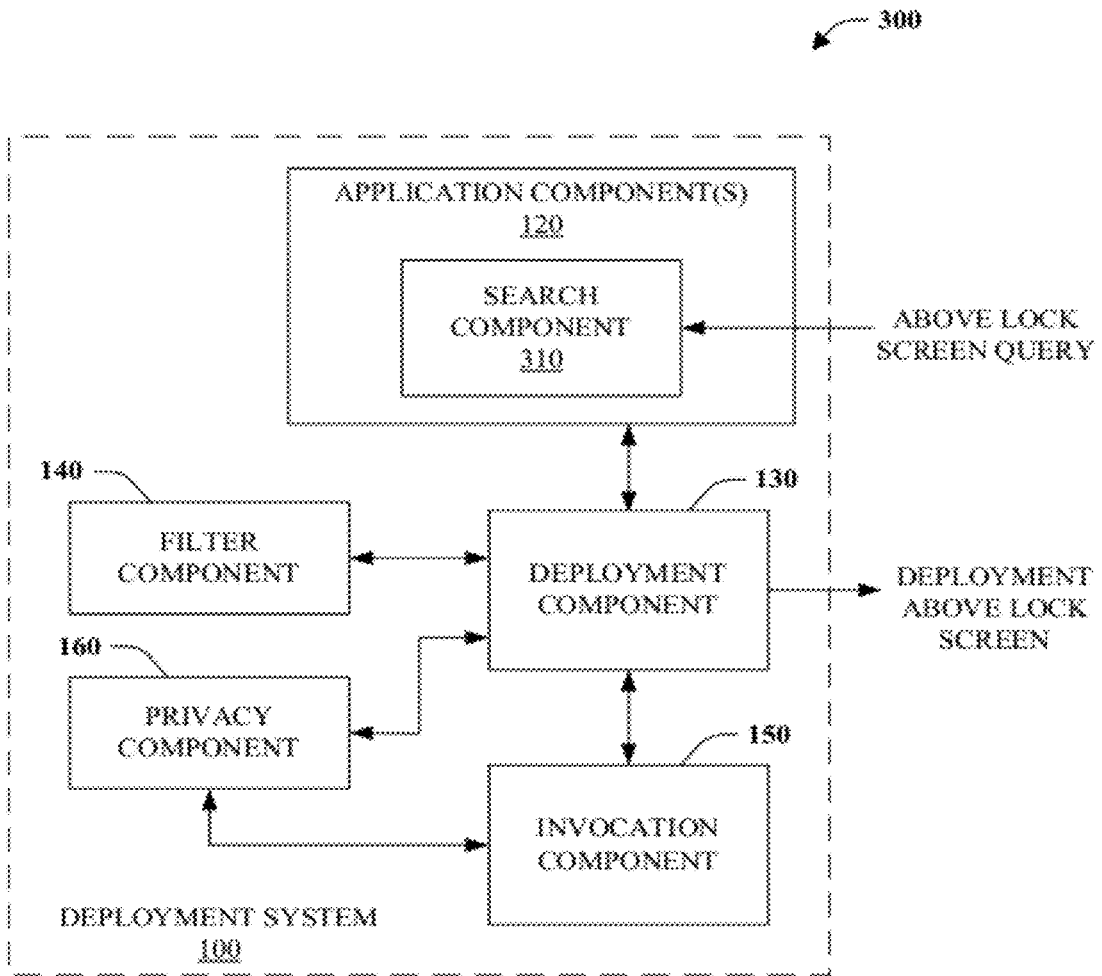 300
APPLICATION COMPONENT(S)
120
SEARCH
COMPONENT
310
ABOVE LOCK
SCREEN QUERY
140
130
FILTER
COMPONENT
DEPLOYMENT
COMPONENT
DEPLOYMENT
ABOVE LOCK
SCREEN
160
PRIVACY
COMPONENT
150
INVOCATION
COMPONENT
DEPLOYMENT SYSTEM
100